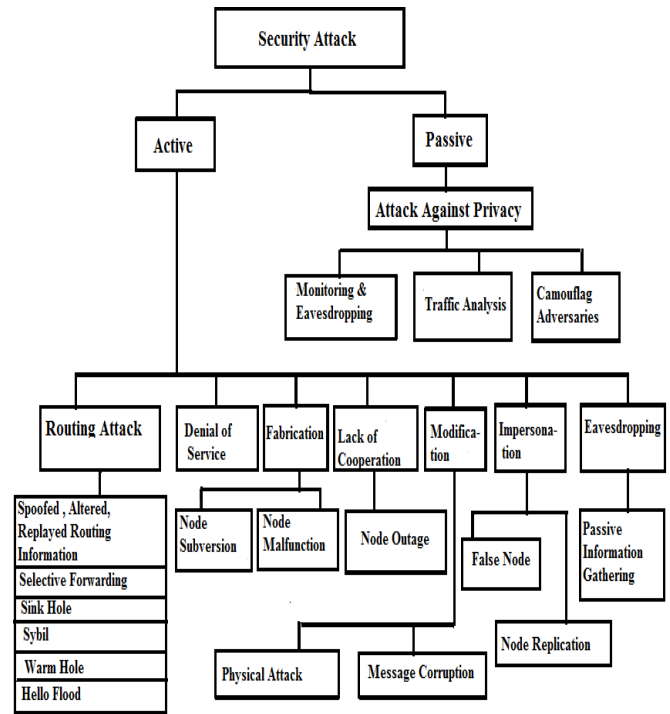 Security Attack
Active
Passive
Attack Against Privacy
Monitoring &
Eavesdropping
Traffic Analysis
Camouflag
Adversaries
Routing Attack
Denial of
Service
Fabrication
Lack of
Cooperation
Modifica-
tion
Impersona-
tion
Eavesdropping
Spoofed , Altered,
Replayed Routing
Information
Selective Forwarding
Sink Hole
Sybil
Warm Hole
Hello Flood
Node
Subversion
Node
Malfunction
Node Outage
False Node
Passive
Information
Gathering
Physical Attack
Message Corruption
Node Replication